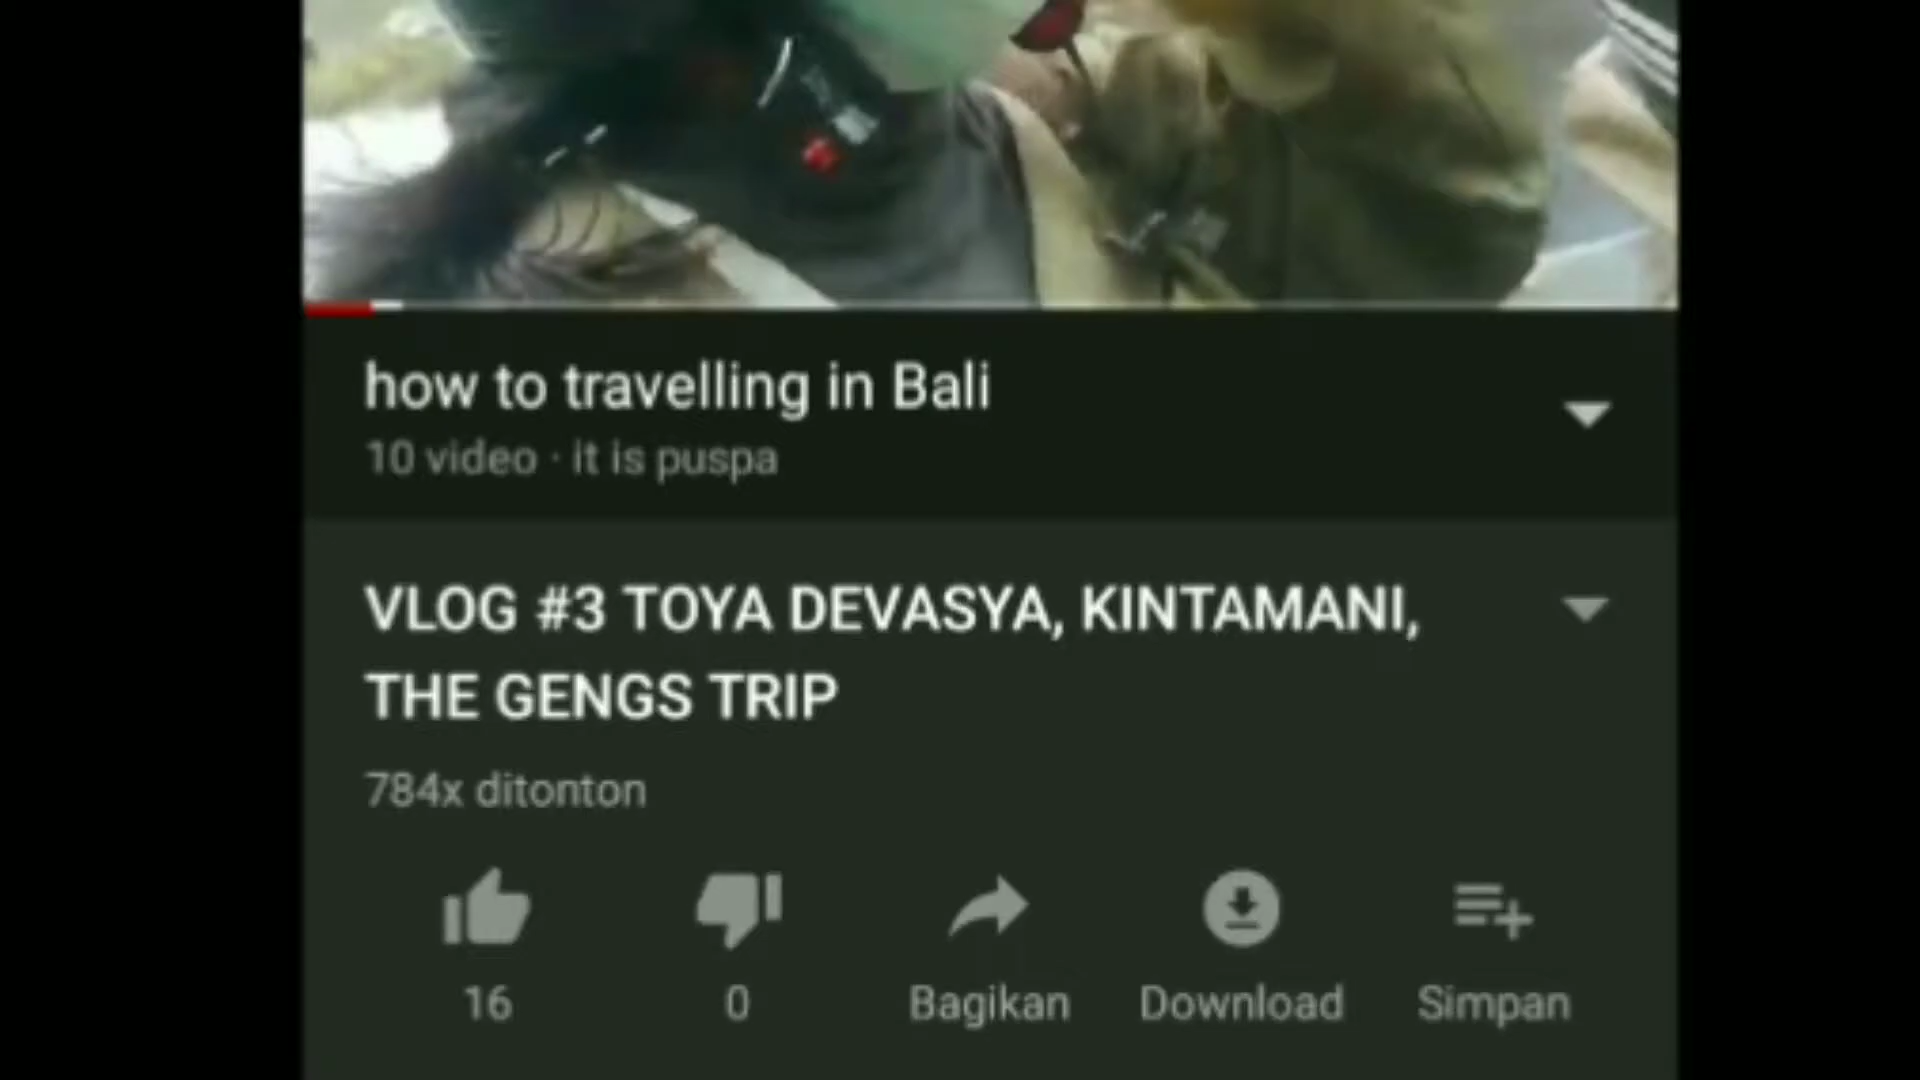 how to travelling in Bali
10 video · it is puspa
VLOG #3 TOYA DEVASYA, KINTAMANI,
THE GENGS TRIP
784x ditonton
16
0
Bagikan
Download
Simpan